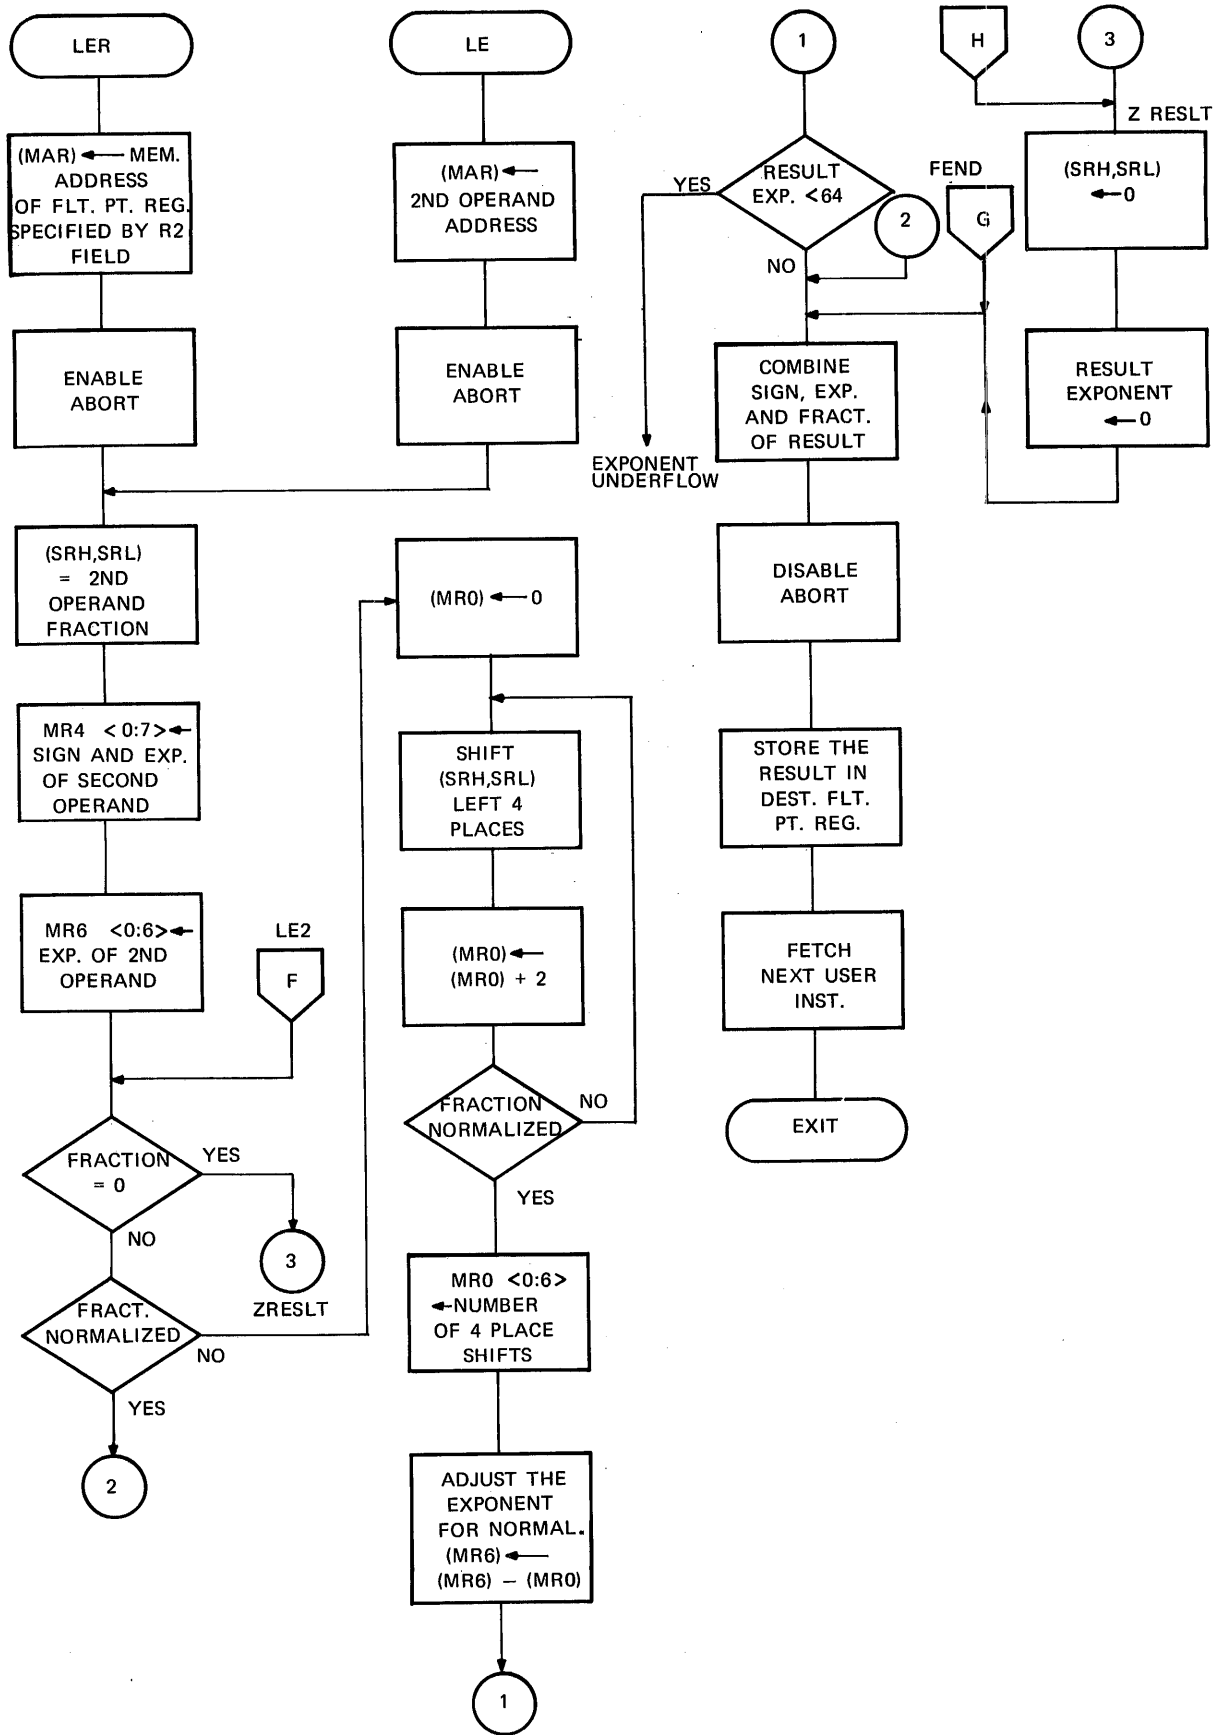 LER
(MAR) ← MEM.
ADDRESS
OF FLT. PT. REG.
SPECIFIED BY R2
FIELD
ENABLE
ABORT
(SRH,SRL)
= 2ND
OPERAND
FRACTION
MR4 <0:7>←
SIGN AND EXP.
OF SECOND
OPERAND
MR6 <0:6>←
EXP. OF 2ND
OPERAND
LE2
F
FRACTION
= 0
YES
NO
3
ZRESLT
FRACT.
NORMALIZED
NO
YES
2
LE
(MAR)←
2ND OPERAND
ADDRESS
ENABLE
ABORT
(MR0) ← 0
SHIFT
(SRH,SRL)
LEFT 4
PLACES
(MR0)←
(MR0) + 2
FRACTION
NORMALIZED
NO
YES
MR0 <0:6>
←NUMBER
OF 4 PLACE
SHIFTS
ADJUST THE
EXPONENT
FOR NORMAL.
(MR6)←
(MR6) – (MR0)
1
1
RESULT
EXP. <64
YES
NO
2
EXPONENT
UNDERFLOW
FEND
G
COMBINE
SIGN, EXP.
AND FRACT.
OF RESULT
DISABLE
ABORT
STORE THE
RESULT IN
DEST. FLT.
PT. REG.
FETCH
NEXT USER
INST.
EXIT
H
3
Z RESLT
(SRH,SRL)
←0
RESULT
EXPONENT
←0